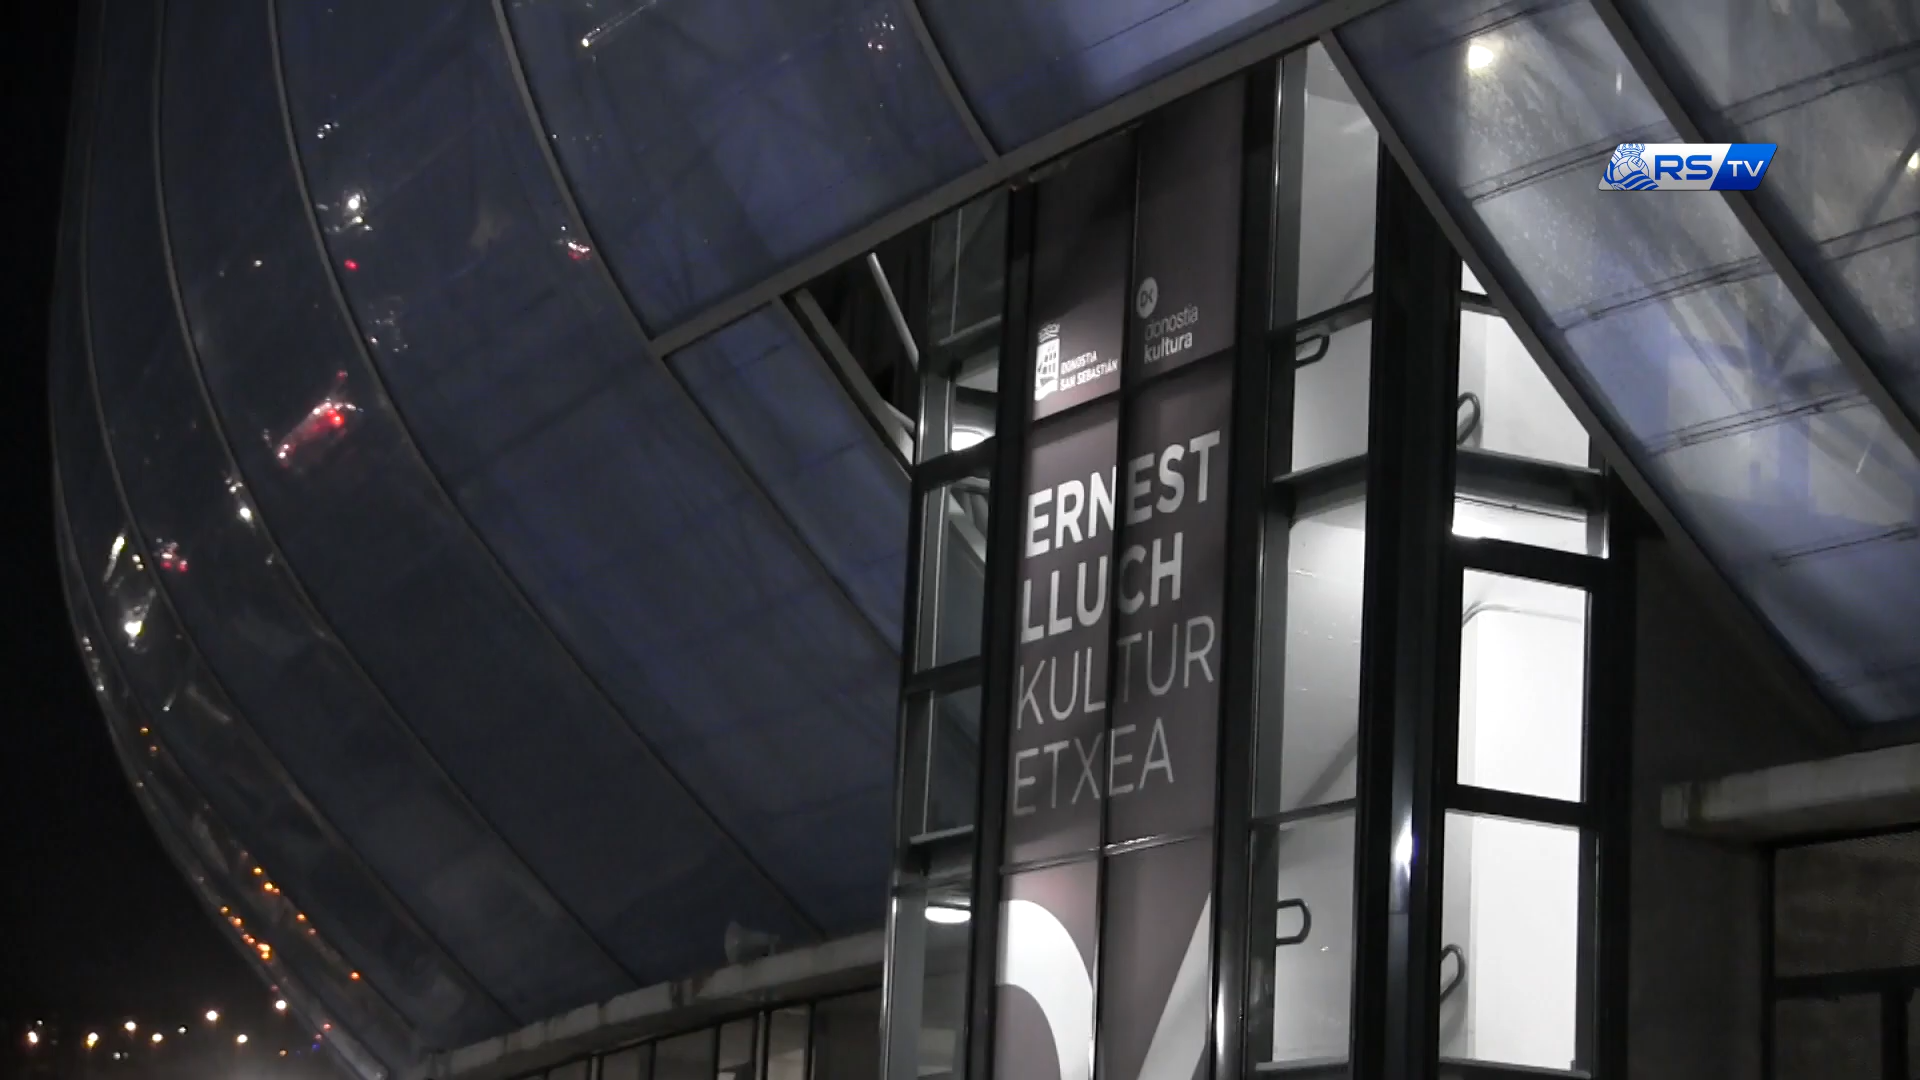 RS TV
DK
donostia
kultura
DONOSTIA
SAN SEBASTIÁN
ERNEST
LLUCH
KULTUR
ETXEA